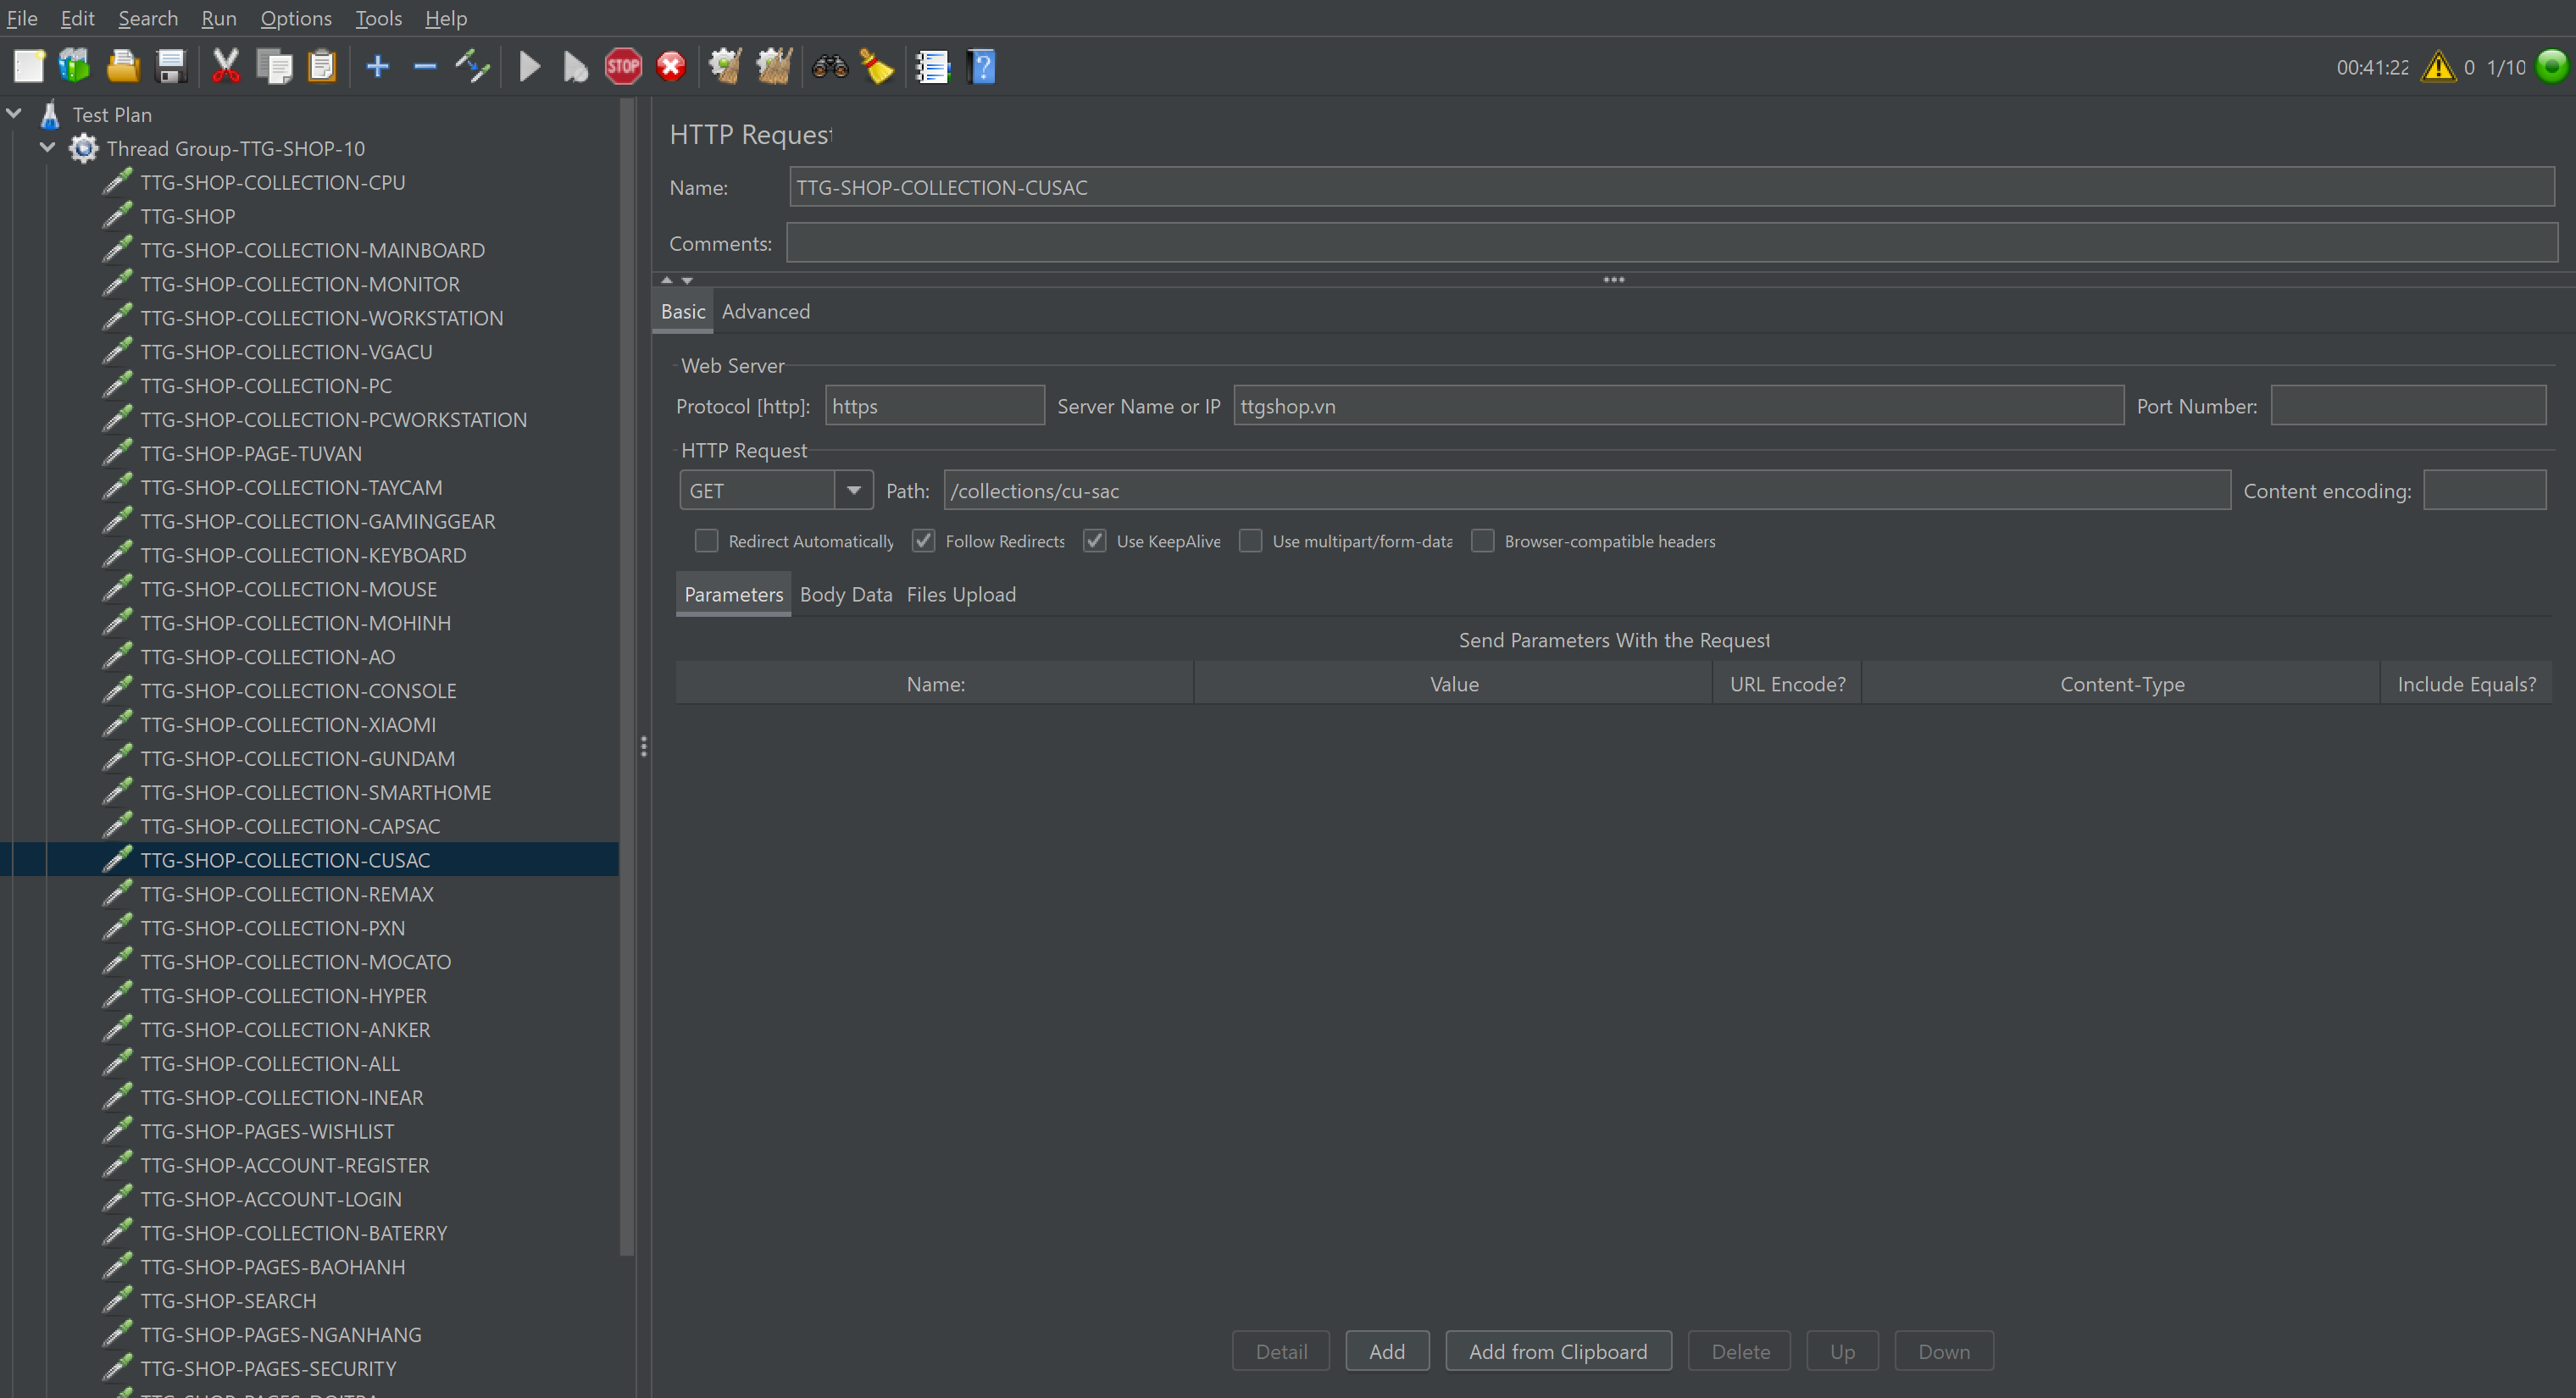 File Edit Search Run Options Tools Help
STOP
00:41:22 0 1/10
Test Plan
Thread Group-TTG-SHOP-10
TTG-SHOP-COLLECTION-CPU
TTG-SHOP
TTG-SHOP-COLLECTION-MAINBOARD
TTG-SHOP-COLLECTION-MONITOR
TTG-SHOP-COLLECTION-WORKSTATION
TTG-SHOP-COLLECTION-VGACU
TTG-SHOP-COLLECTION-PC
TTG-SHOP-COLLECTION-PCWORKSTATION
TTG-SHOP-PAGE-TUVAN
TTG-SHOP-COLLECTION-TAYCAM
TTG-SHOP-COLLECTION-GAMINGGEAR
TTG-SHOP-COLLECTION-KEYBOARD
TTG-SHOP-COLLECTION-MOUSE
TTG-SHOP-COLLECTION-MOHINH
TTG-SHOP-COLLECTION-AO
TTG-SHOP-COLLECTION-CONSOLE
TTG-SHOP-COLLECTION-XIAOMI
TTG-SHOP-COLLECTION-GUNDAM
TTG-SHOP-COLLECTION-SMARTHOME
TTG-SHOP-COLLECTION-CAPSAC
TTG-SHOP-COLLECTION-CUSAC
TTG-SHOP-COLLECTION-REMAX
TTG-SHOP-COLLECTION-PXN
TTG-SHOP-COLLECTION-MOCATO
TTG-SHOP-COLLECTION-HYPER
TTG-SHOP-COLLECTION-ANKER
TTG-SHOP-COLLECTION-ALL
TTG-SHOP-COLLECTION-INEAR
TTG-SHOP-PAGES-WISHLIST
TTG-SHOP-ACCOUNT-REGISTER
TTG-SHOP-ACCOUNT-LOGIN
TTG-SHOP-COLLECTION-BATERRY
TTG-SHOP-PAGES-BAOHANH
TTG-SHOP-SEARCH
TTG-SHOP-PAGES-NGANHANG
TTG-SHOP-PAGES-SECURITY
HTTP Request
Name: TTG-SHOP-COLLECTION-CUSAC
Comments:
Basic Advanced
Web Server
Protocol [http]: https Server Name or IP ttgshop.vn Port Number:
HTTP Request
GET Path: /collections/cu-sac Content encoding:
Redirect Automatically Follow Redirects Use KeepAlive Use multipart/form-data Browser-compatible headers
Parameters Body Data Files Upload
Send Parameters With the Request
Name: Value URL Encode? Content-Type Include Equals?
Detail Add Add from Clipboard Delete Up Down